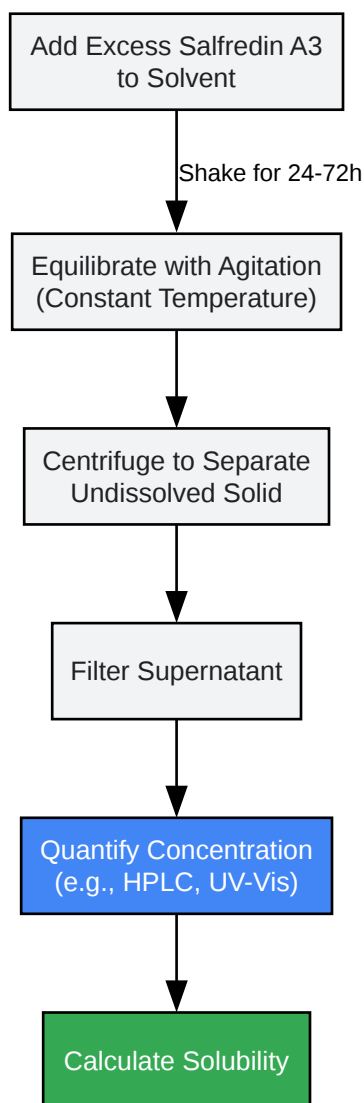 Add Excess Salfredin A3
to Solvent
Shake for 24-72h
Equilibrate with Agitation
(Constant Temperature)
Centrifuge to Separate
Undissolved Solid
Filter Supernatant
Quantify Concentration
(e.g., HPLC, UV-Vis)
Calculate Solubility